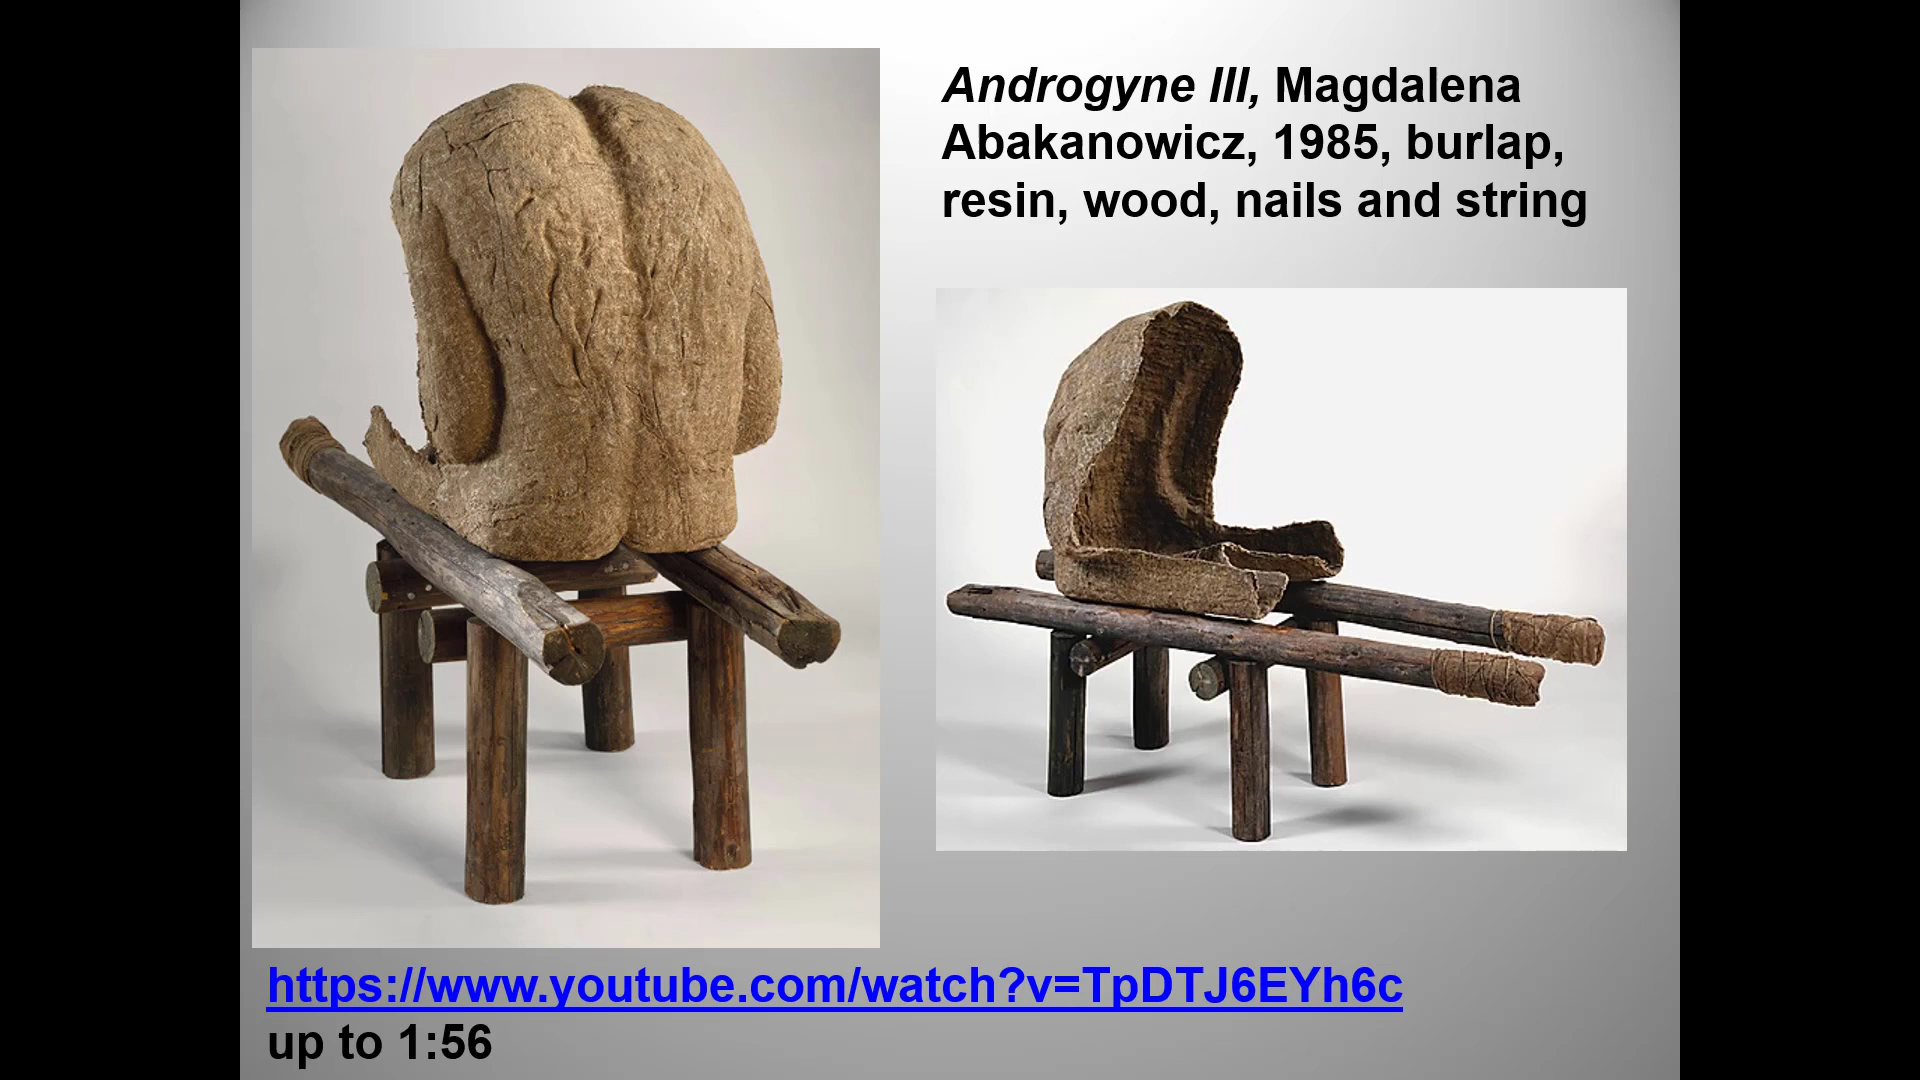 Androgyne III, Magdalena
Abakanowicz, 1985, burlap,
resin, wood, nails and string
https://www.youtube.com/watch?v=TpDTJ6EYh6c
up to 1:56